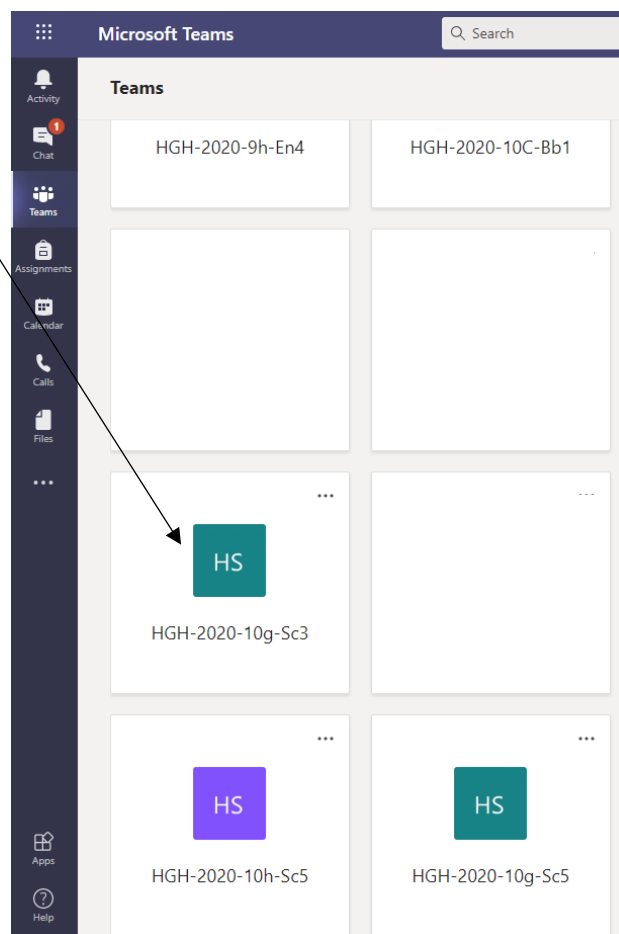 Microsoft Teams
Search
Activity
1
Chat
Teams
Assignments
Calendar
Calls
Files
Apps
Help
Teams
HGH-2020-9h-En4
HGH-2020-10C-Bb1
HS
HGH-2020-10g-Sc3
HS
HGH-2020-10h-Sc5
HS
HGH-2020-10g-Sc5